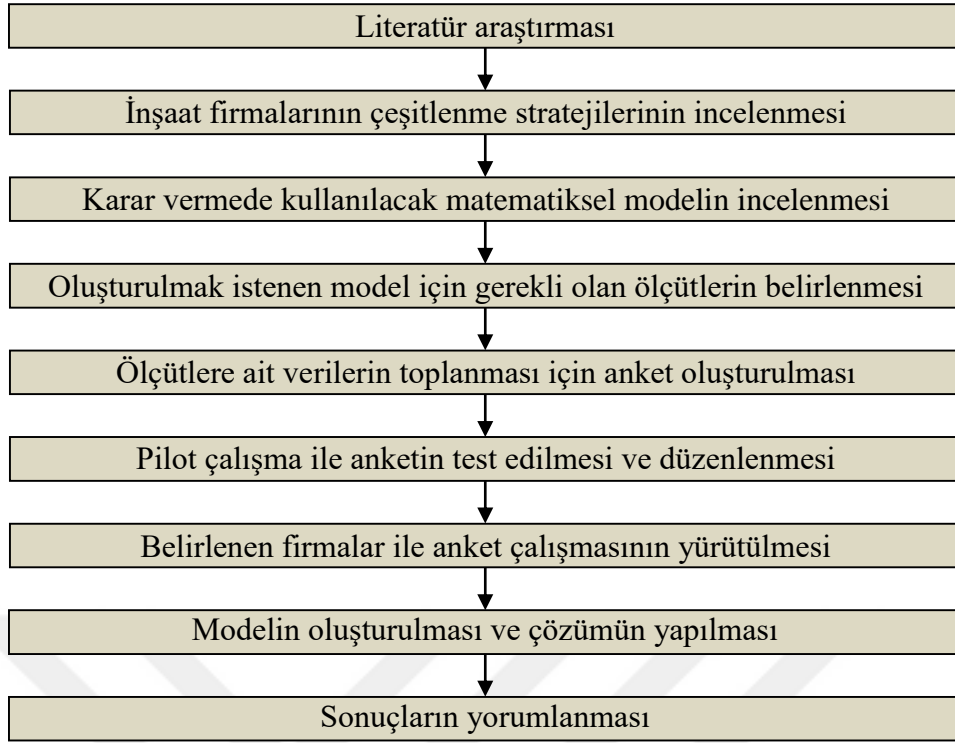 Literatür araştırması
İnşaat firmalarının çeşitlenme stratejilerinin incelenmesi
Karar vermede kullanılacak matematiksel modelin incelenmesi
Oluşturulmak istenen model için gerekli olan ölçütlerin belirlenmesi
Ölçütlere ait verilerin toplanması için anket oluşturulması
Pilot çalışma ile anketin test edilmesi ve düzenlenmesi
Belirlenen firmalar ile anket çalışmasının yürütülmesi
Modelin oluşturulması ve çözümün yapılması
Sonuçların yorumlanması